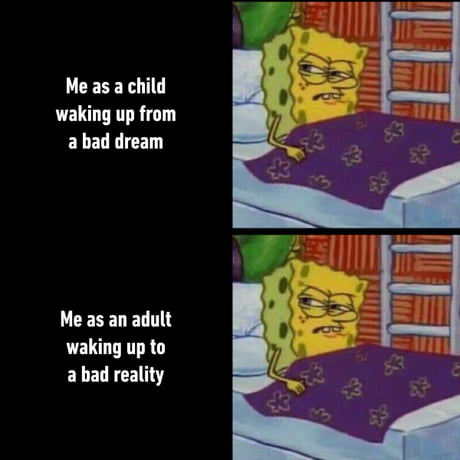 Me as a child
waking up from
a bad dream
Me as an adult
waking up to
a bad reality